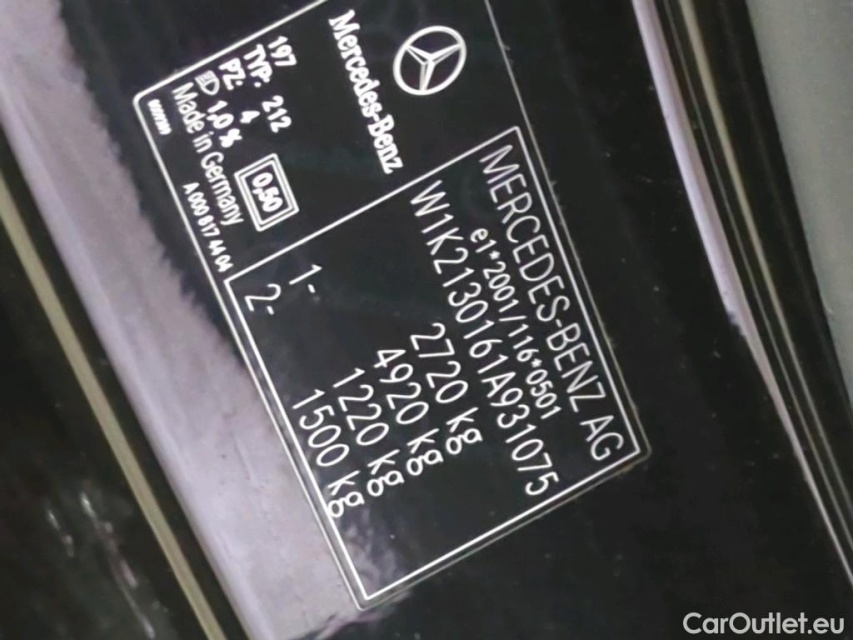 MERCEDES-BENZ AG
e1*2001/116*0501
W1K2130161A931075
2720 kg
4920 kg
1- 1220 kg
2- 1500 kg
Mercedes-Benz
197
TYP: 212
PZ: 4
1,0 %
0,50
Made in Germany
A 000 817 44 04
CarOutlet.eu